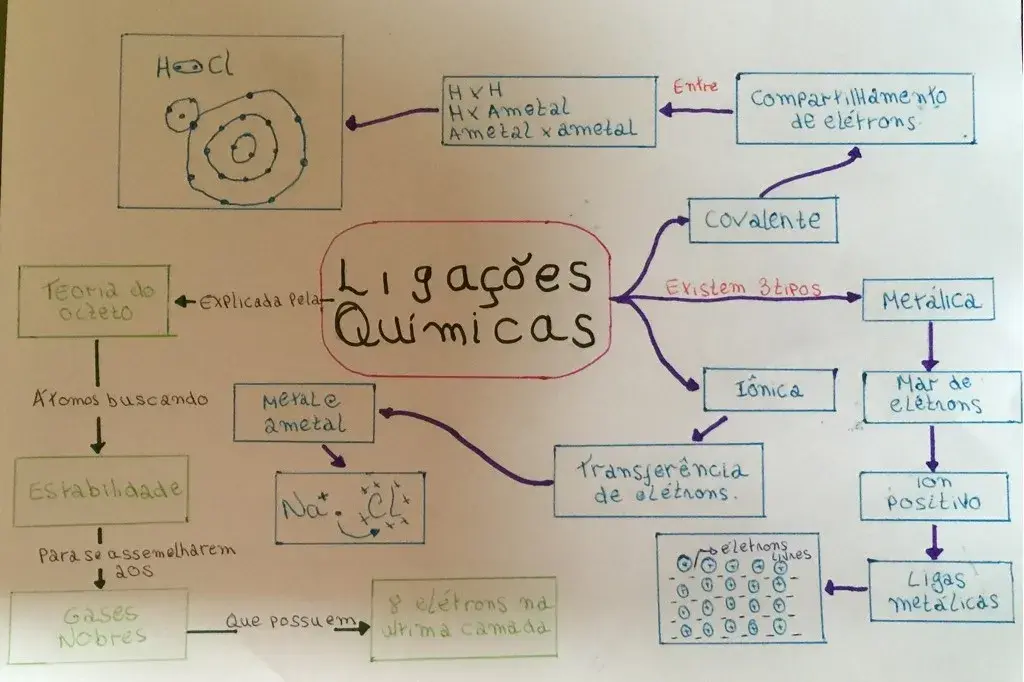 Ligações
Químicas
Explicada pela
Teoria do
octeto
Átomos buscando
Estabilidade
Para se assemelharem
aos
Gases
Nobres
Que possuem
8 elétrons na
última camada
Existem 3 tipos
Covalente
Compartilhamento
de elétrons.
Entre
H x H
H x Ametal
Ametal x ametal
H Cl
Metálica
Mar de
elétrons
íon
positivo
Ligas
metálicas
elétrons
livres
Iônica
Transferência
de elétrons.
Metal e
ametal
Na+ Cl